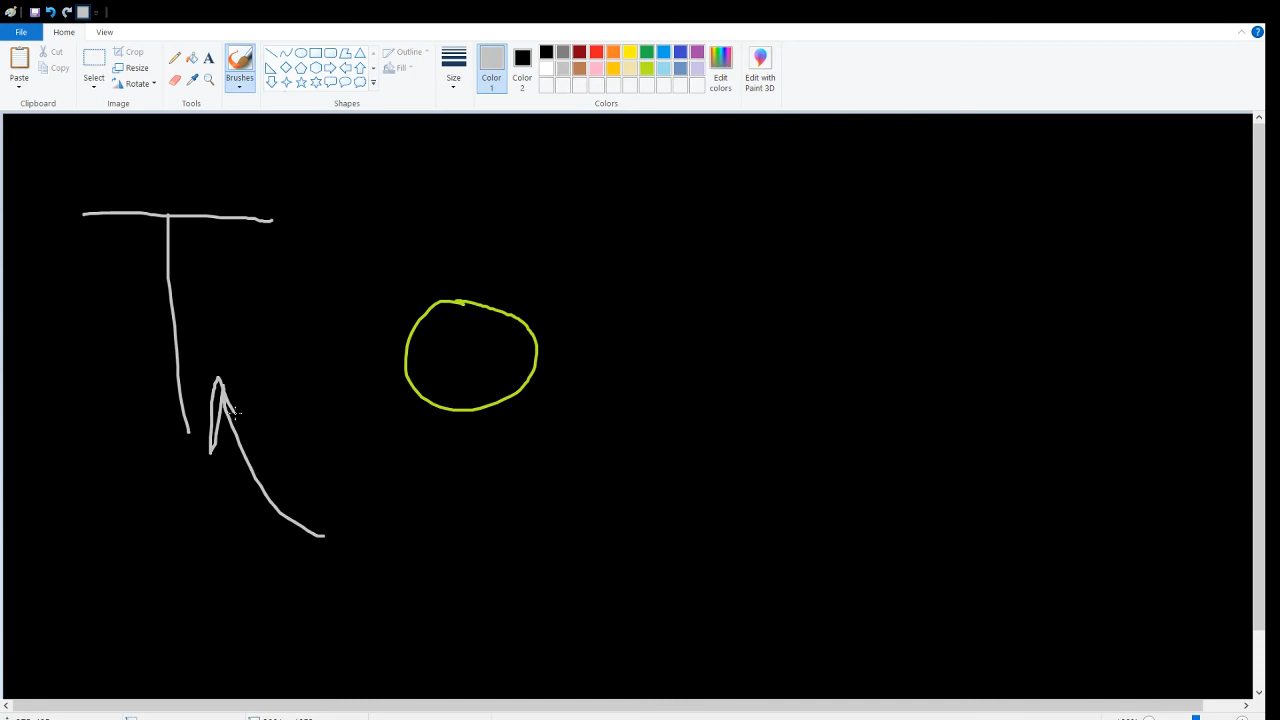 File Home View
Paste
Cut
Copy
Clipboard
Select
Crop
Resize
Rotate
Image
Tools
Brushes
Shapes
Outline
Fill
Size
Color 1
Color 2
Colors
Edit colors
Edit with Paint 3D
T